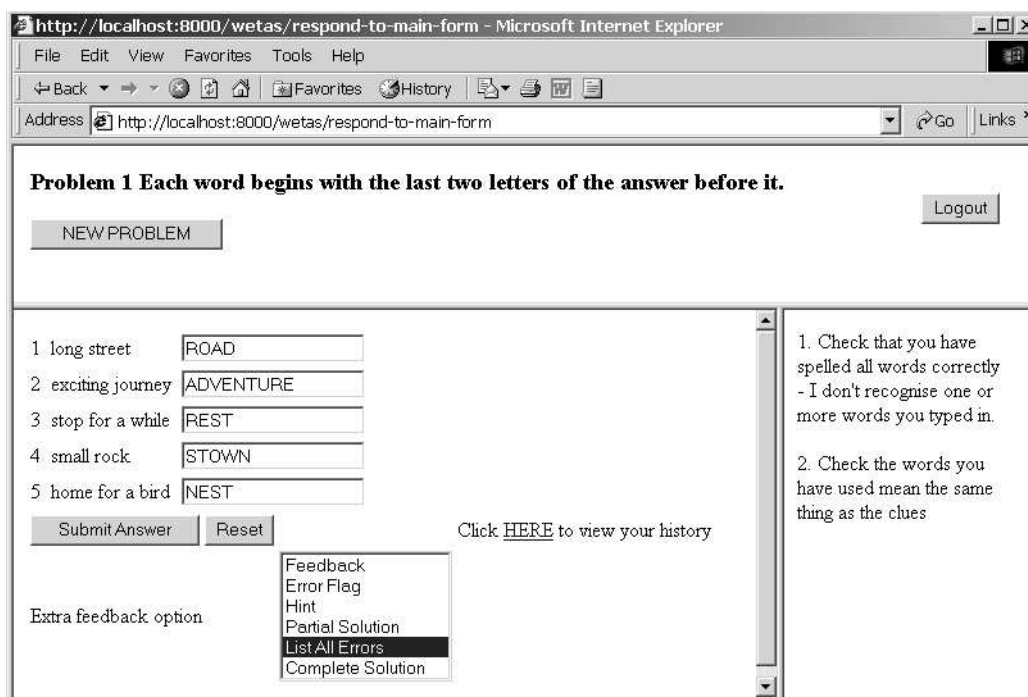 http://localhost:8000/wetas/respond-to-main-form - Microsoft Internet Explorer
File Edit View Favorites Tools Help
Back Favorites History
Address http://localhost:8000/wetas/respond-to-main-form Go Links
Problem 1 Each word begins with the last two letters of the answer before it.
Logout
NEW PROBLEM
1 long street ROAD
2 exciting journey ADVENTURE
3 stop for a while REST
4 small rock STOWN
5 home for a bird NEST
Submit Answer Reset Click HERE to view your history
Extra feedback option
Feedback
Error Flag
Hint
Partial Solution
List All Errors
Complete Solution
1. Check that you have
spelled all words correctly
- I don't recognise one or
more words you typed in.
2. Check the words you
have used mean the same
thing as the clues